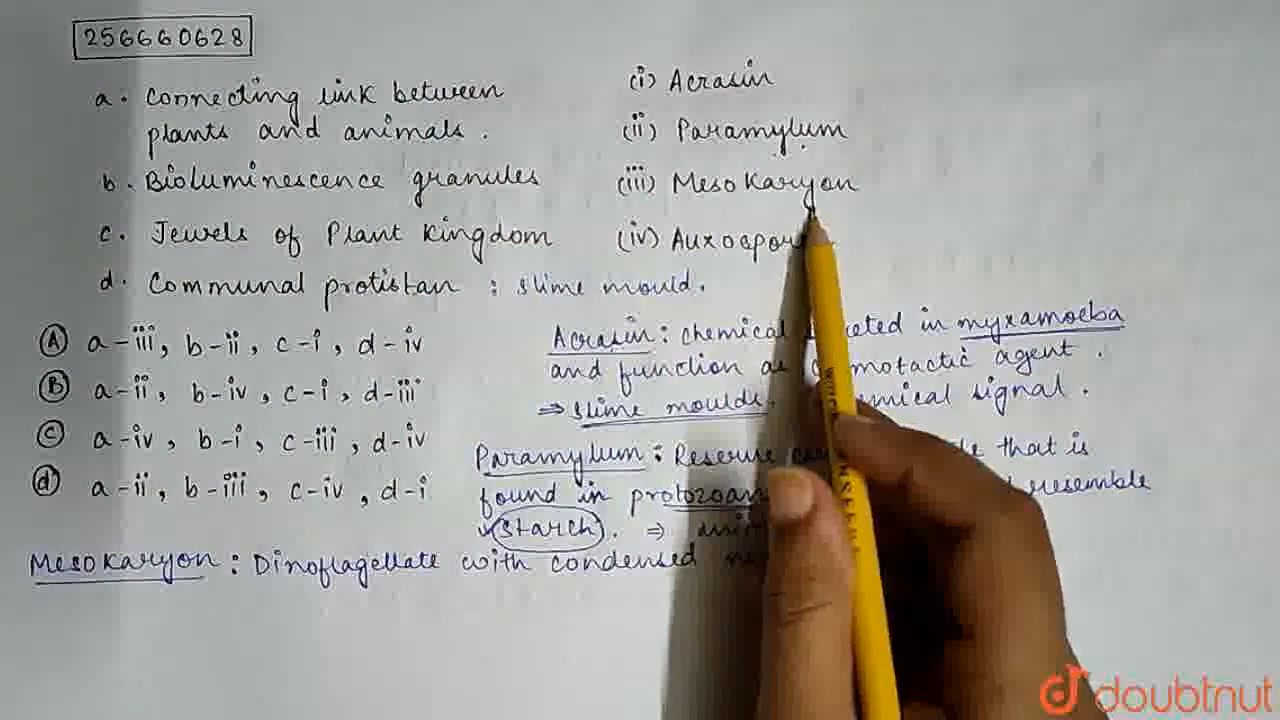 256660628
a. Connecting link between (i) Acrasin
plants and animals. (ii) Paramylum
b. Bioluminescence granules (iii) Mesokaryon
c. Jewels of Plant kingdom (iv) Auxospor
d. Communal protistan : slime mould.
(A) a-iii, b-ii, c-i, d-iv
(B) a-ii, b-iv, c-i, d-iii
(C) a-iv, b-i, c-iii, d-iv
(d) a-ii, b-iii, c-iv, d-i
Acrasin : chemical in myxamoeba
and function as motactic agent.
⇒ slime moulds. signal.
Paramylum : Reserve that is
found in protozoans resemble
starch. ⇒
Mesokaryon : Dinoflagellate with condensed
doubtnut